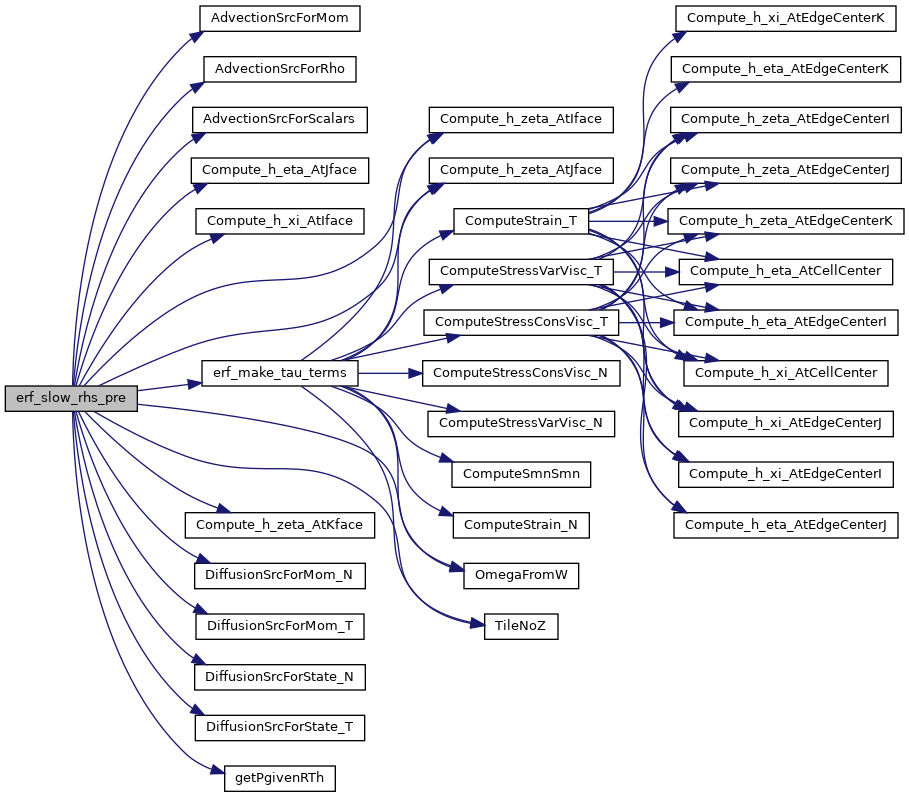 erf_slow_rhs_pre
AdvectionSrcForMom
AdvectionSrcForRho
AdvectionSrcForScalars
Compute_h_eta_AtJface
Compute_h_xi_AtIface
erf_make_tau_terms
Compute_h_zeta_AtKface
DiffusionSrcForMom_N
DiffusionSrcForMom_T
DiffusionSrcForState_N
DiffusionSrcForState_T
getPgivenRTh
Compute_h_zeta_AtIface
Compute_h_zeta_AtJface
ComputeStrain_T
ComputeStressVarVisc_T
ComputeStressConsVisc_T
ComputeStressConsVisc_N
ComputeStressVarVisc_N
ComputeSmnSmn
ComputeStrain_N
OmegaFromW
TileNoZ
Compute_h_xi_AtEdgeCenterK
Compute_h_eta_AtEdgeCenterK
Compute_h_zeta_AtEdgeCenterI
Compute_h_zeta_AtEdgeCenterJ
Compute_h_zeta_AtEdgeCenterK
Compute_h_eta_AtCellCenter
Compute_h_eta_AtEdgeCenterI
Compute_h_xi_AtCellCenter
Compute_h_xi_AtEdgeCenterJ
Compute_h_xi_AtEdgeCenterI
Compute_h_eta_AtEdgeCenterJ